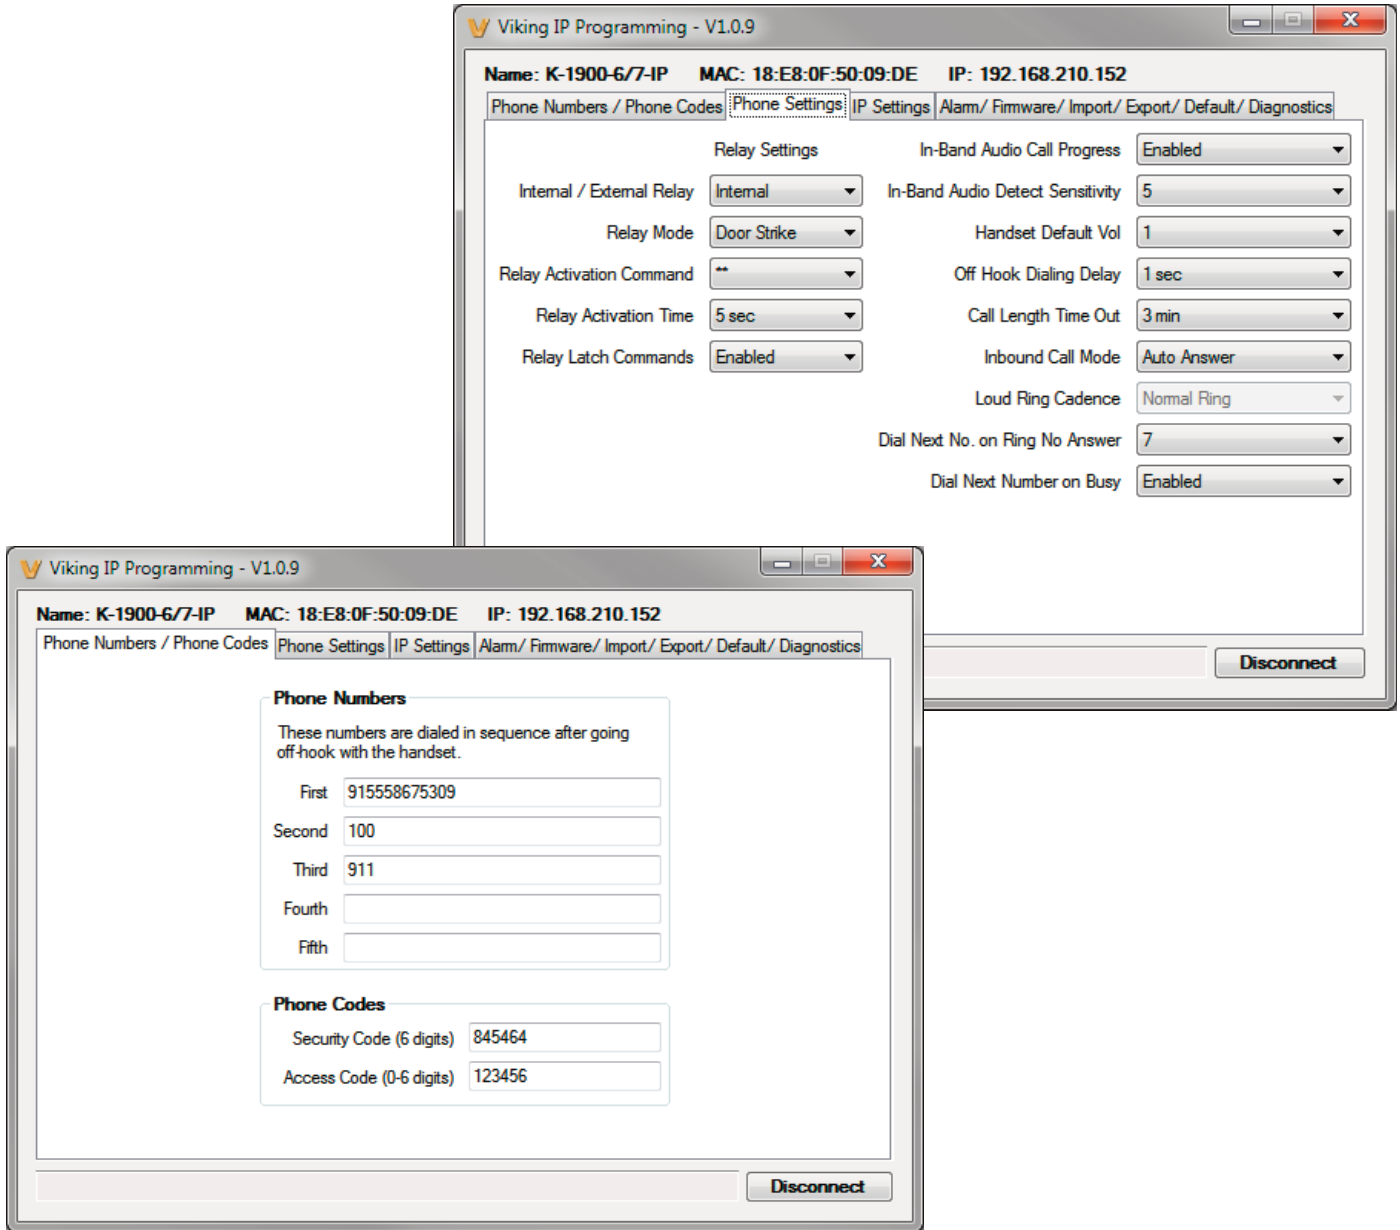 Viking IP Programming - V1.0.9
Name: K-1900-6/7-IP MAC: 18:E8:0F:50:09:DE IP: 192.168.210.152
Phone Numbers / Phone Codes Phone Settings IP Settings Alarm/ Firmware/ Import/ Export/ Default/ Diagnostics
Relay Settings In-Band Audio Call Progress Enabled
Internal / External Relay Internal In-Band Audio Detect Sensitivity 5
Relay Mode Door Strike Handset Default Vol 1
Relay Activation Command ** Off Hook Dialing Delay 1 sec
Relay Activation Time 5 sec Call Length Time Out 3 min
Relay Latch Commands Enabled Inbound Call Mode Auto Answer
Loud Ring Cadence Normal Ring
Dial Next No. on Ring No Answer 7
Dial Next Number on Busy Enabled
Disconnect
Viking IP Programming - V1.0.9
Name: K-1900-6/7-IP MAC: 18:E8:0F:50:09:DE IP: 192.168.210.152
Phone Numbers / Phone Codes Phone Settings IP Settings Alarm/ Firmware/ Import/ Export/ Default/ Diagnostics
Phone Numbers
These numbers are dialed in sequence after going
off-hook with the handset.
First 915558675309
Second 100
Third 911
Fourth
Fifth
Phone Codes
Security Code (6 digits) 845464
Access Code (0-6 digits) 123456
Disconnect